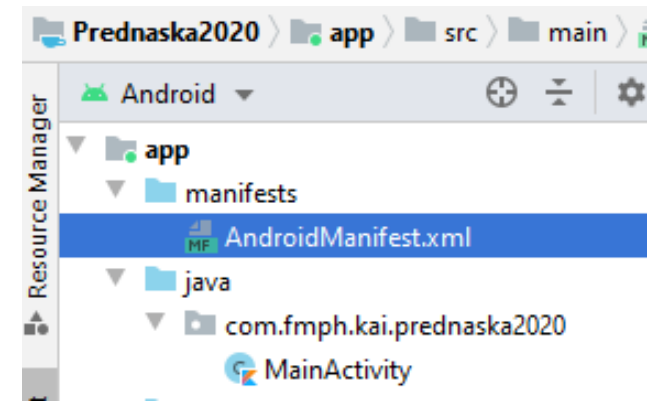 Prednaska2020 app src main
Resource Manager
Android
app
manifests
MF AndroidManifest.xml
java
com.fmph.kai.prednaska2020
MainActivity